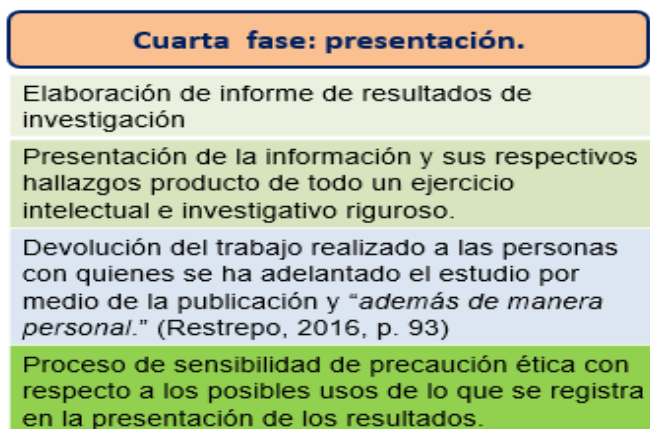 Cuarta fase: presentación.
Elaboración de informe de resultados de
investigación
Presentación de la información y sus respectivos
hallazgos producto de todo un ejercicio
intelectual e investigativo riguroso.
Devolución del trabajo realizado a las personas
con quienes se ha adelantado el estudio por
medio de la publicación y “además de manera
personal.” (Restrepo, 2016, p. 93)
Proceso de sensibilidad de precaución ética con
respecto a los posibles usos de lo que se registra
en la presentación de los resultados.